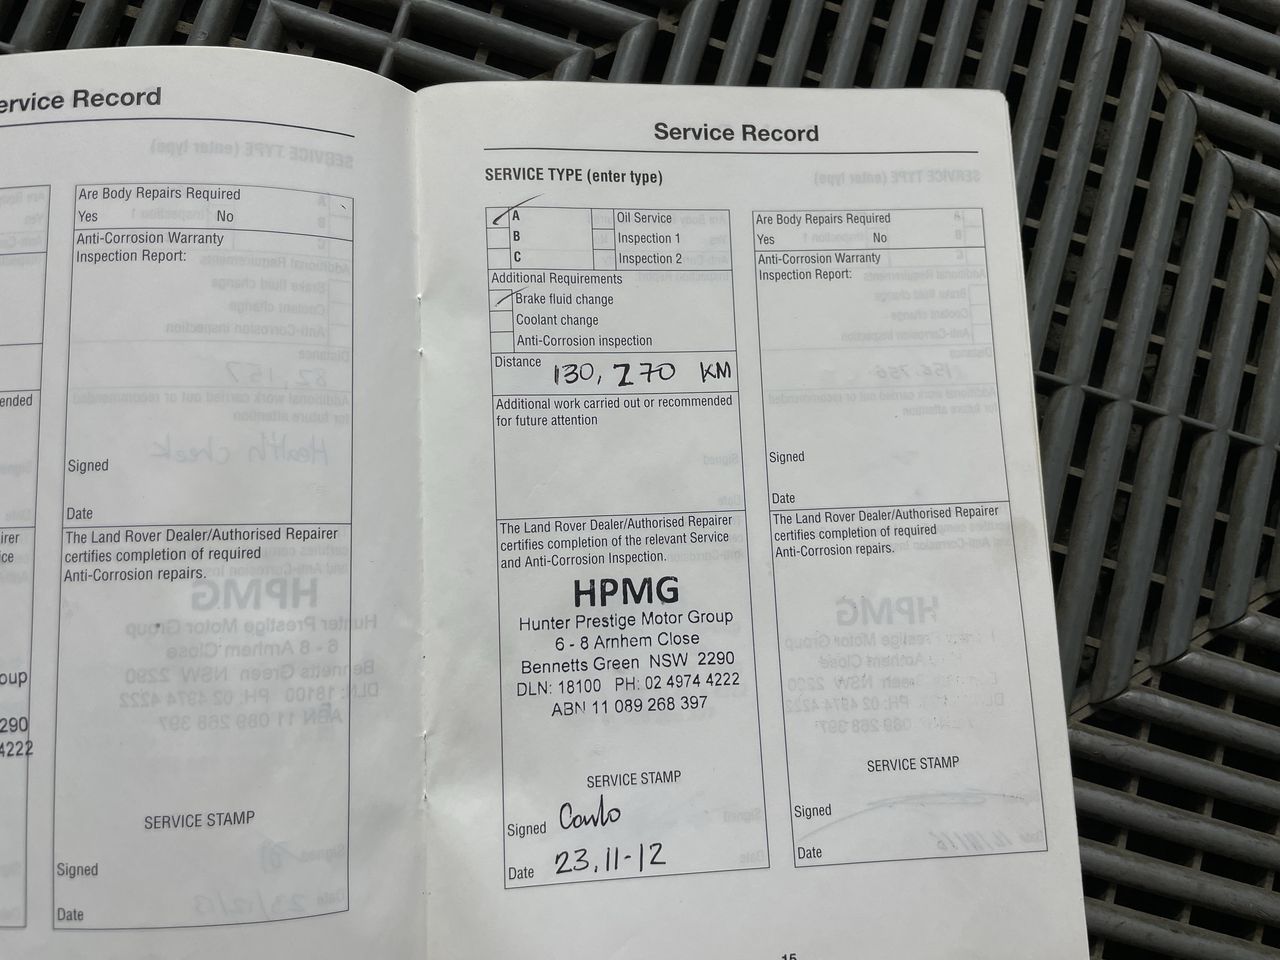 Service Record
Are Body Repairs Required
Yes No
Anti-Corrosion Warranty
Inspection Report:
Signed
Date
The Land Rover Dealer/Authorised Repairer
certifies completion of required
Anti-Corrosion repairs.
SERVICE STAMP
Signed
Date
290
4222
Service Record
SERVICE TYPE (enter type)
A Oil Service
B Inspection 1
C Inspection 2
Additional Requirements
Brake fluid change
Coolant change
Anti-Corrosion inspection
Distance 130,270 KM
Additional work carried out or recommended
for future attention
The Land Rover Dealer/Authorised Repairer
certifies completion of the relevant Service
and Anti-Corrosion Inspection.
HPMG
Hunter Prestige Motor Group
6 - 8 Arnhem Close
Bennetts Green NSW 2290
DLN: 18100 PH: 02 4974 4222
ABN 11 089 268 397
SERVICE STAMP
Signed
Date 23.11-12
Are Body Repairs Required
Yes No
Anti-Corrosion Warranty
Inspection Report:
Signed
Date
The Land Rover Dealer/Authorised Repairer
certifies completion of required
Anti-Corrosion repairs.
SERVICE STAMP
Signed
Date
15